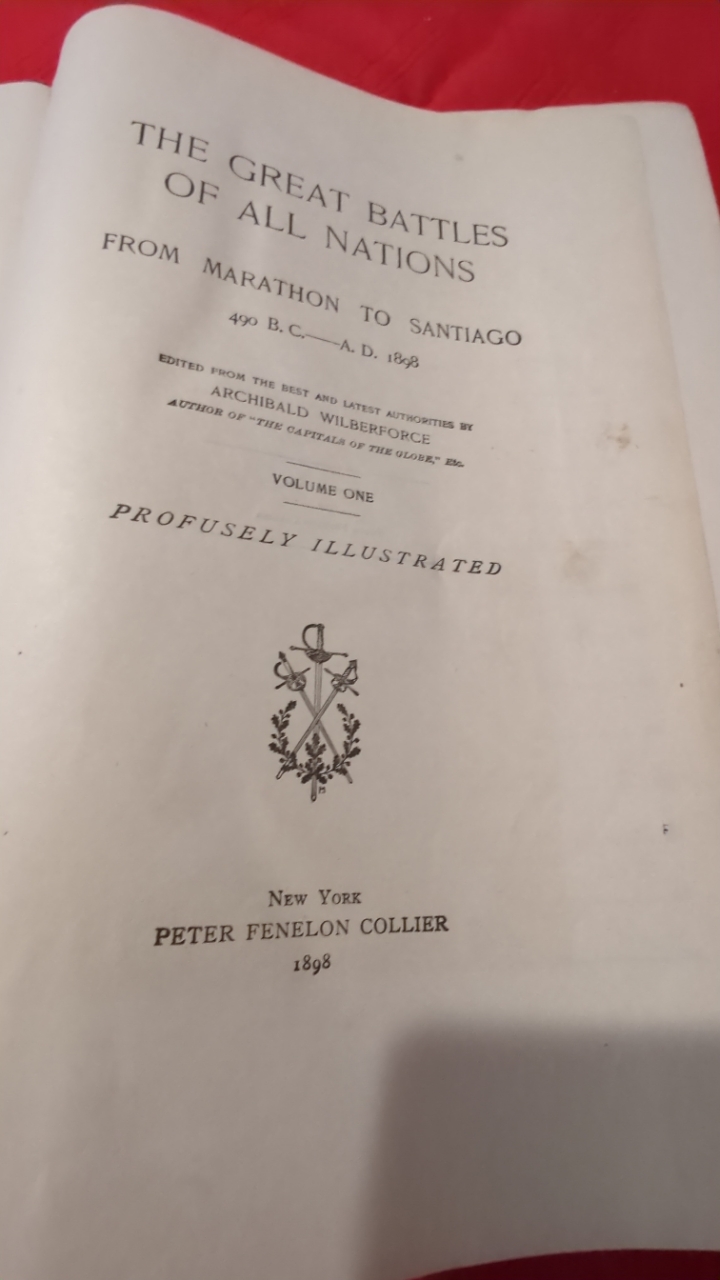 THE GREAT BATTLES
OF ALL NATIONS
FROM MARATHON TO SANTIAGO
490 B. C.—A. D. 1898
EDITED FROM THE BEST AND LATEST AUTHORITIES BY
ARCHIBALD WILBERFORCE
AUTHOR OF "THE CAPITALS OF THE GLOBE," Etc.
VOLUME ONE
PROFUSELY ILLUSTRATED
NEW YORK
PETER FENELON COLLIER
1898